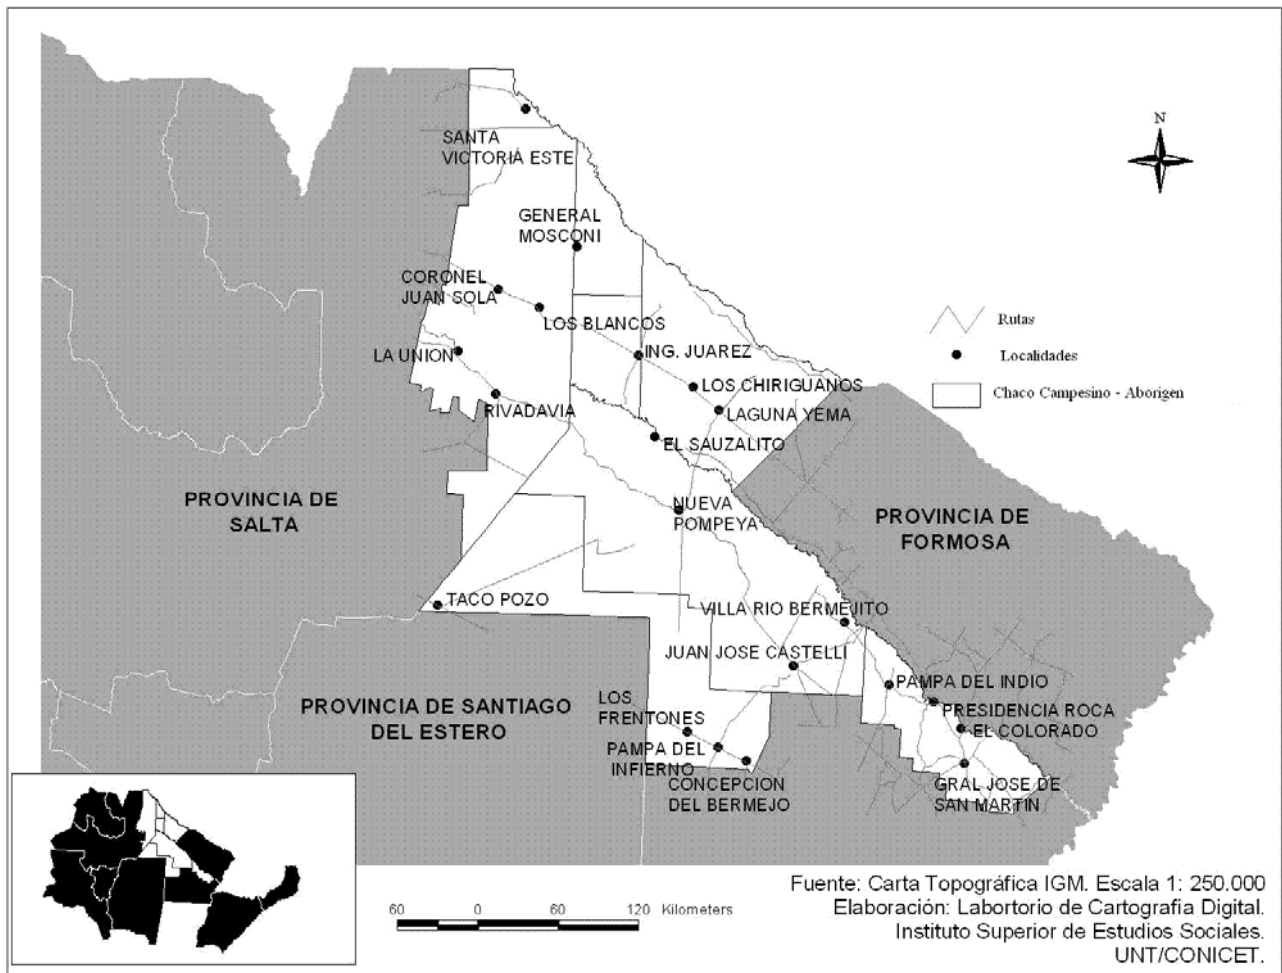 N
SANTA
VICTORIA ESTE
GENERAL
MOSCONI
CORONEL
JUAN SOLA
LOS BLANCOS
LA UNION
ING. JUAREZ
LOS CHIRIGUANOS
RIVADAVIA
LAGUNA YEMA
EL SAUZALITO
Rutas
Localidades
Chaco Campesino - Aborigen
PROVINCIA DE
SALTA
NUEVA
POMPEYA
PROVINCIA DE
FORMOSA
TACO POZO
VILLA RIO BERMEJITO
JUAN JOSE CASTELLI
PAMPA DEL INDIO
PROVINCIA DE SANTIAGO
DEL ESTERO
LOS
FRENTONES
PRESIDENCIA ROCA
EL COLORADO
PAMPA DEL
INFIERNO
CONCEPCION
DEL BERMEJO
GRAL JOSE DE
SAN MARTIN
60 0 60 120 Kilometers
Fuente: Carta Topográfica IGM. Escala 1: 250.000
Elaboración: Labortorio de Cartografía Digital.
Instituto Superior de Estudios Sociales.
UNT/CONICET.